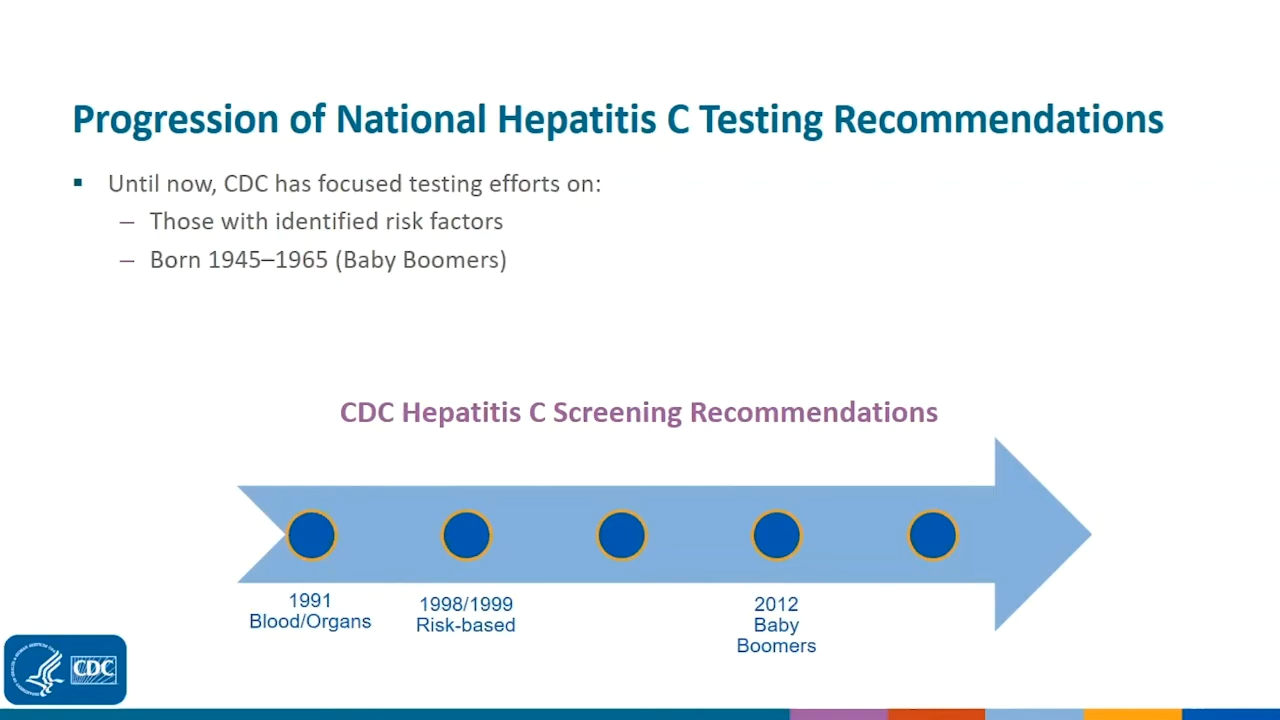 Progression of National Hepatitis C Testing Recommendations
▪ Until now, CDC has focused testing efforts on:
– Those with identified risk factors
– Born 1945–1965 (Baby Boomers)
CDC Hepatitis C Screening Recommendations
1991
Blood/Organs
1998/1999
Risk-based
2012
Baby
Boomers
CDC